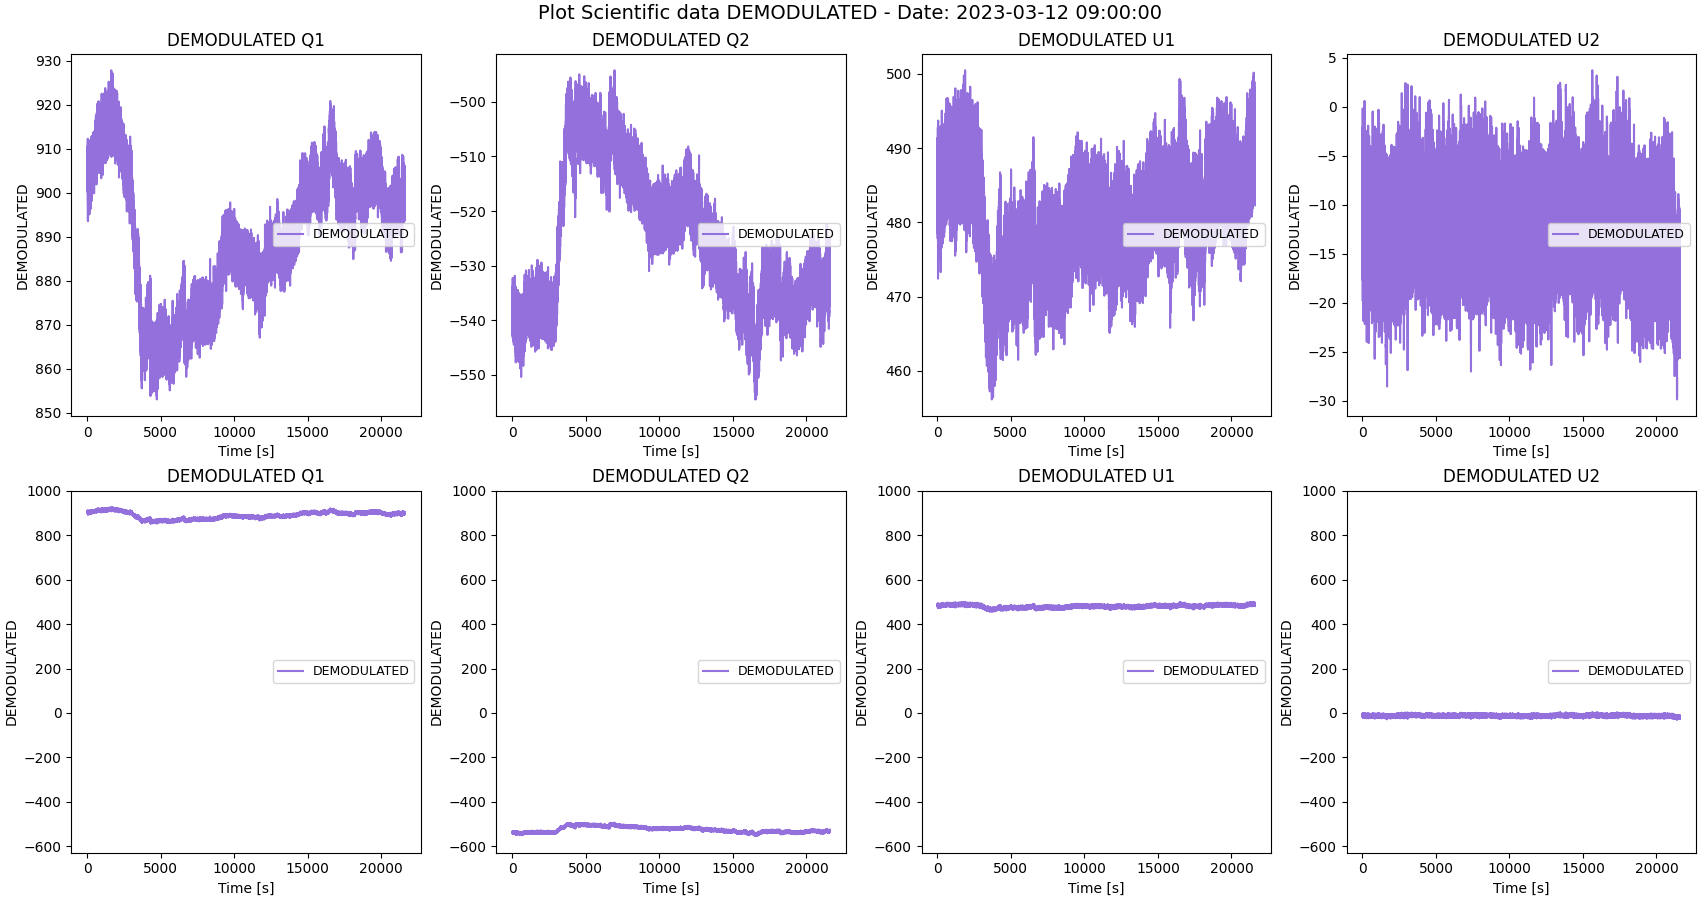 Plot Scientific data DEMODULATED - Date: 2023-03-12 09:00:00
DEMODULATED Q1
DEMODULATED
930
920
910
900
890
880
870
860
850
DEMODULATED
0 5000 10000 15000 20000
Time [s]
DEMODULATED Q2
DEMODULATED
−500
−510
−520
−530
−540
−550
DEMODULATED
0 5000 10000 15000 20000
Time [s]
DEMODULATED U1
DEMODULATED
500
490
480
470
460
DEMODULATED
0 5000 10000 15000 20000
Time [s]
DEMODULATED U2
DEMODULATED
5
0
−5
−10
−15
−20
−25
−30
DEMODULATED
0 5000 10000 15000 20000
Time [s]
DEMODULATED Q1
DEMODULATED
1000
800
600
400
200
0
−200
−400
−600
DEMODULATED
0 5000 10000 15000 20000
Time [s]
DEMODULATED Q2
DEMODULATED
1000
800
600
400
200
0
−200
−400
−600
DEMODULATED
0 5000 10000 15000 20000
Time [s]
DEMODULATED U1
DEMODULATED
1000
800
600
400
200
0
−200
−400
−600
DEMODULATED
0 5000 10000 15000 20000
Time [s]
DEMODULATED U2
DEMODULATED
1000
800
600
400
200
0
−200
−400
−600
DEMODULATED
0 5000 10000 15000 20000
Time [s]